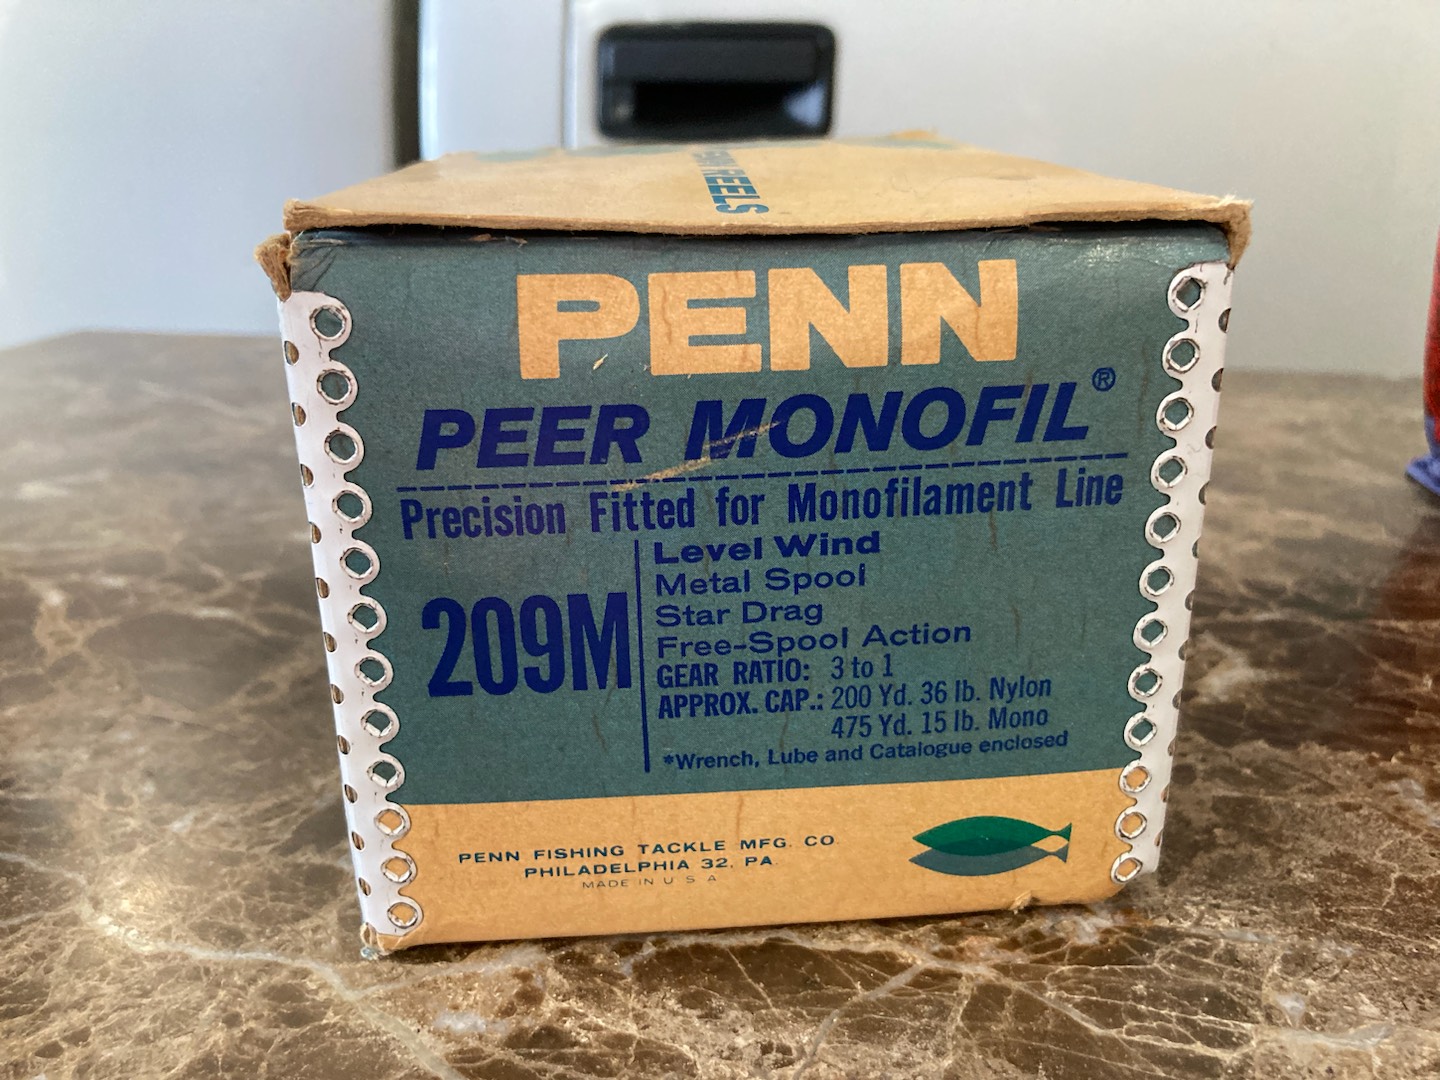 REELS
PENN
PEER MONOFIL®
Precision Fitted for Monofilament Line
209M
Level Wind
Metal Spool
Star Drag
Free-Spool Action
GEAR RATIO: 3 to 1
APPROX. CAP.: 200 Yd. 36 lb. Nylon
475 Yd. 15 lb. Mono
*Wrench, Lube and Catalogue enclosed
PENN FISHING TACKLE MFG. CO.
PHILADELPHIA 32, PA.
MADE IN U S A